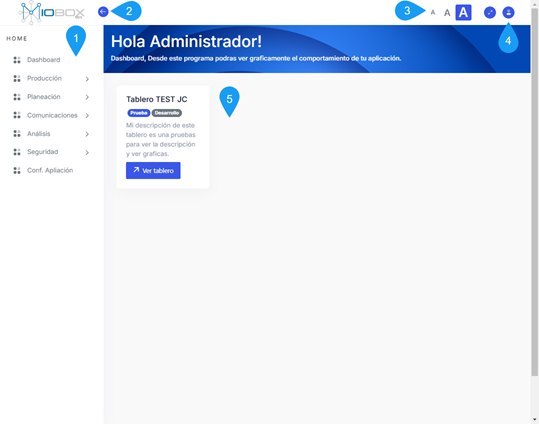 MIOBOX
2
3
A A A
HOME
1
4
Hola Administrador!
Dashboard, Desde este programa podras ver graficamente el comportamiento de tu aplicación.
Dashboard
Producción
Planeación
Comunicaciones
Análisis
Seguridad
Conf. Apliación
5
Tablero TEST JC
Prueba Desarrollo
Mi descripción de este
tablero es una pruebas
para ver la descripción
y ver graficas.
Ver tablero